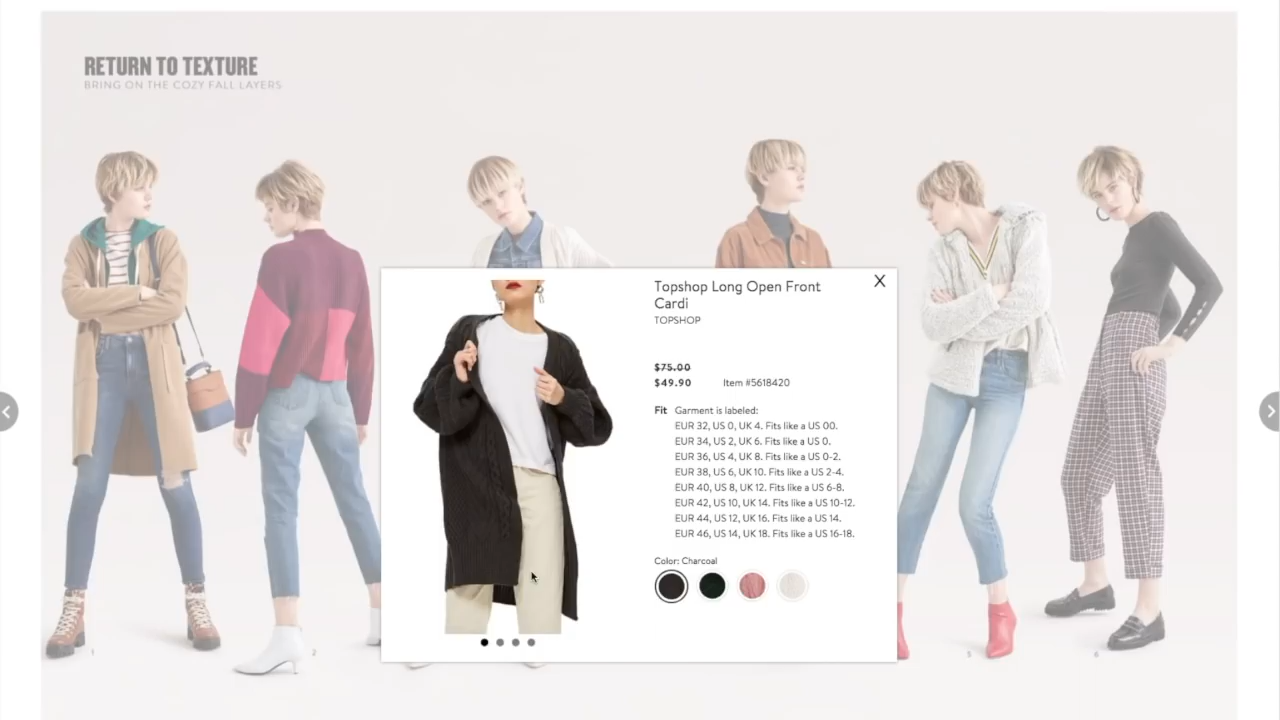 RETURN TO TEXTURE
BRING ON THE COZY FALL LAYERS
X
Topshop Long Open Front
Cardi
TOPSHOP
$75.00
$49.90 Item #5618420
Fit Garment is labeled:
EUR 32, US 0, UK 4. Fits like a US 00.
EUR 34, US 2, UK 6. Fits like a US 0.
EUR 36, US 4, UK 8. Fits like a US 0-2.
EUR 38, US 6, UK 10. Fits like a US 2-4.
EUR 40, US 8, UK 12. Fits like a US 6-8.
EUR 42, US 10, UK 14. Fits like a US 10-12.
EUR 44, US 12, UK 16. Fits like a US 14.
EUR 46, US 14, UK 18. Fits like a US 16-18.
Color: Charcoal
1
2
5
6